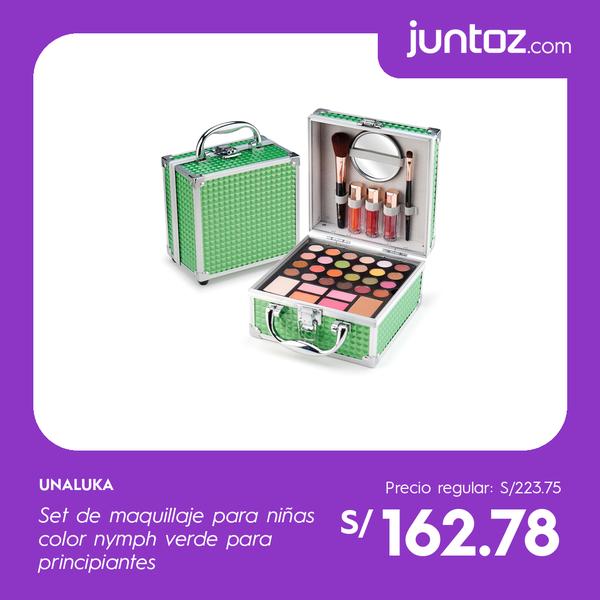 juntoz.com
UNALUKA
Set de maquillaje para niñas
color nymph verde para
principiantes
Precio regular: S/223.75
S/162.78